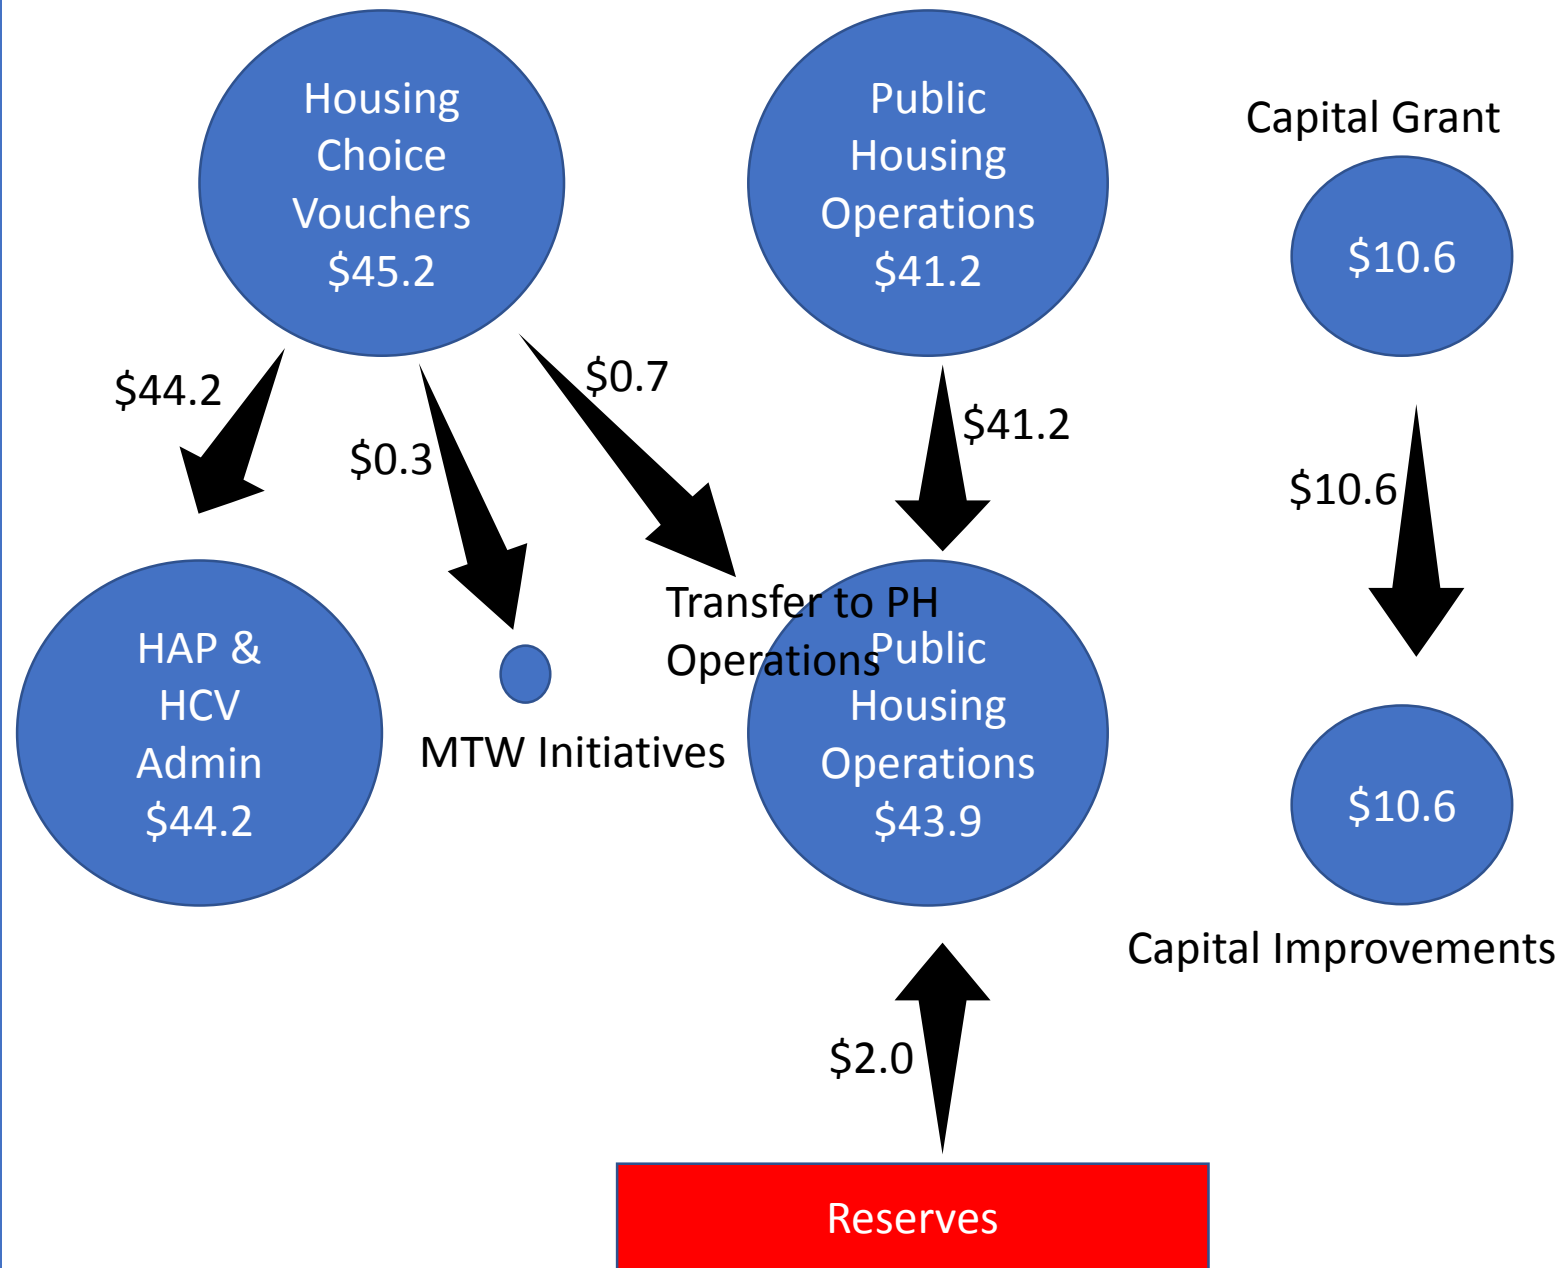 Housing
Choice
Vouchers
$45.2
Public
Housing
Operations
$41.2
Capital Grant
$10.6
$44.2
$0.3
$0.7
$41.2
$10.6
HAP &
HCV
Admin
$44.2
MTW Initiatives
Transfer to PH
Operations
Public
Housing
Operations
$43.9
$10.6
Capital Improvements
$2.0
Reserves